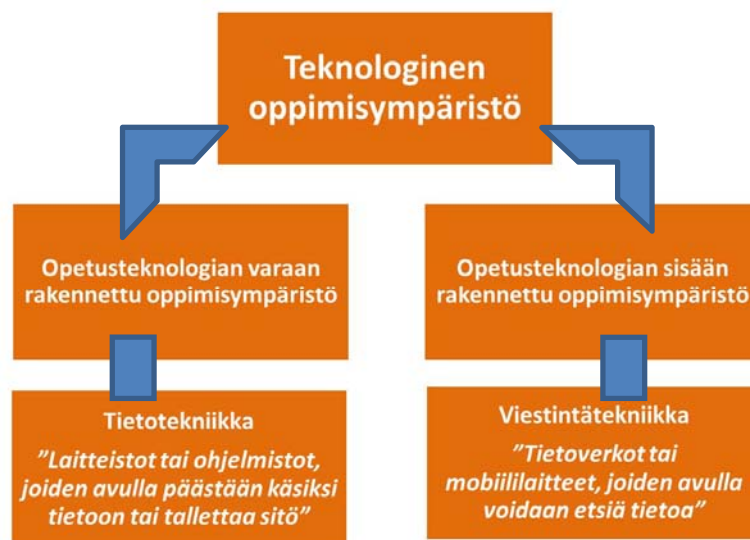 Teknologinen
oppimisympäristö
Opetusteknologian varaan
rakennettu oppimisympäristö
Opetusteknologian sisään
rakennettu oppimisympäristö
Tietotekniikka
”Laitteistot tai ohjelmistot,
joiden avulla päästään käsiksi
tietoon tai tallettaa sitö”
Viestintätekniikka
”Tietoverkot tai
mobiililaitteet, joiden avulla
voidaan etsiä tietoa”